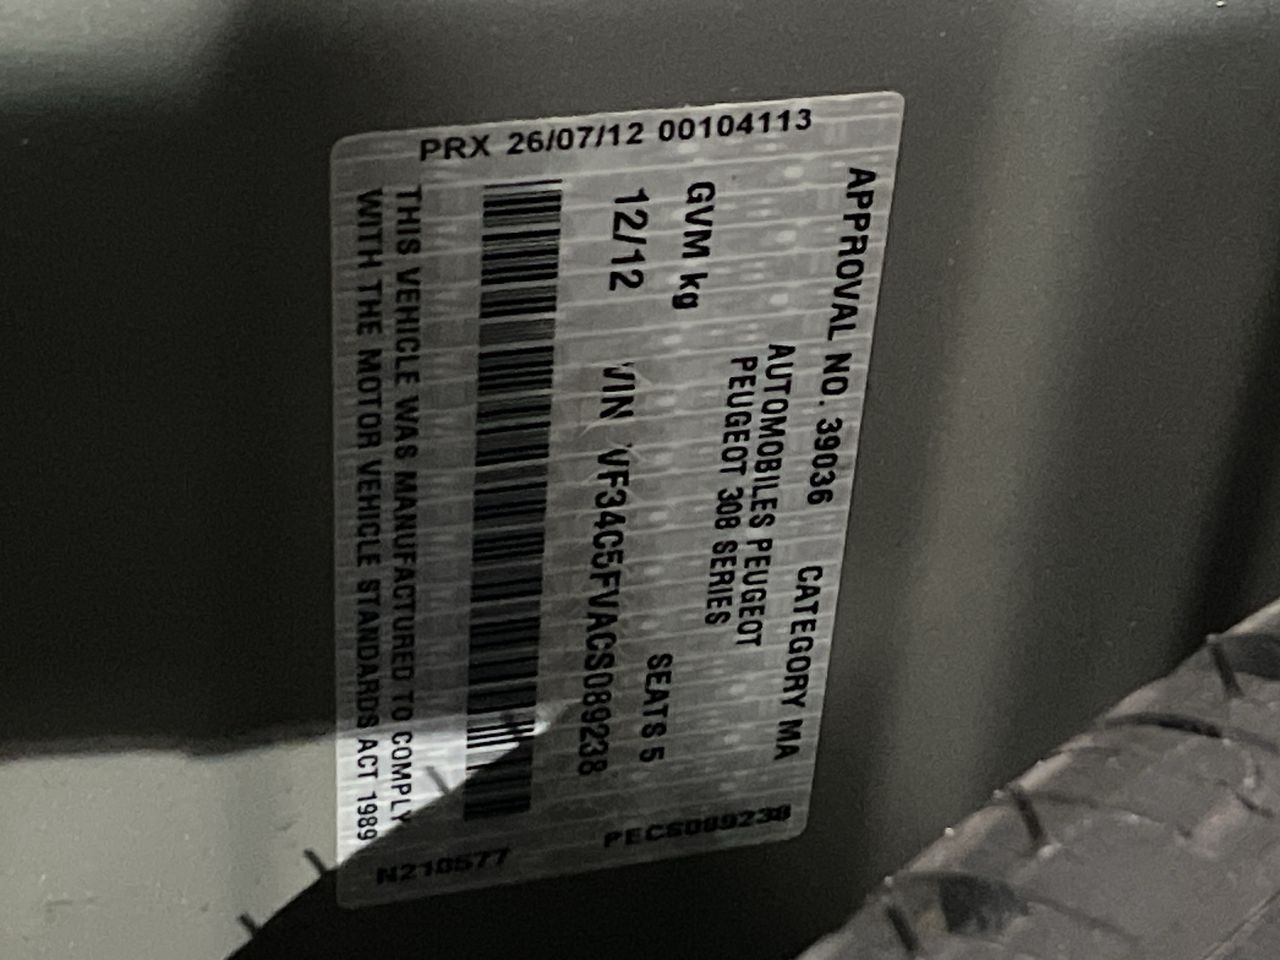 PRX 26/07/12 00104113
APPROVAL NO. 39036 CATEGORY MA
AUTOMOBILES PEUGEOT
PEUGEOT 308 SERIES
GVM kg
SEATS 5
12/12 VIN VF34C5FVACS089238
THIS VEHICLE WAS MANUFACTURED TO COMPLY
WITH THE MOTOR VEHICLE STANDARDS ACT 1989
N210577 PECS089238